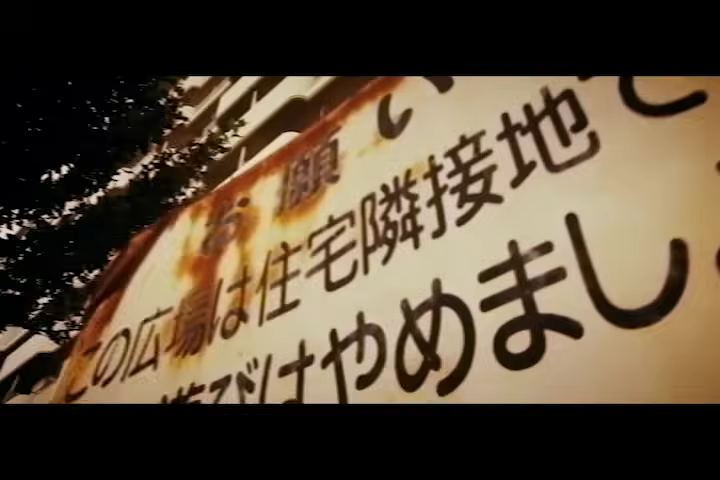 お願い
この広場は住宅隣接地で
遊びはやめまし